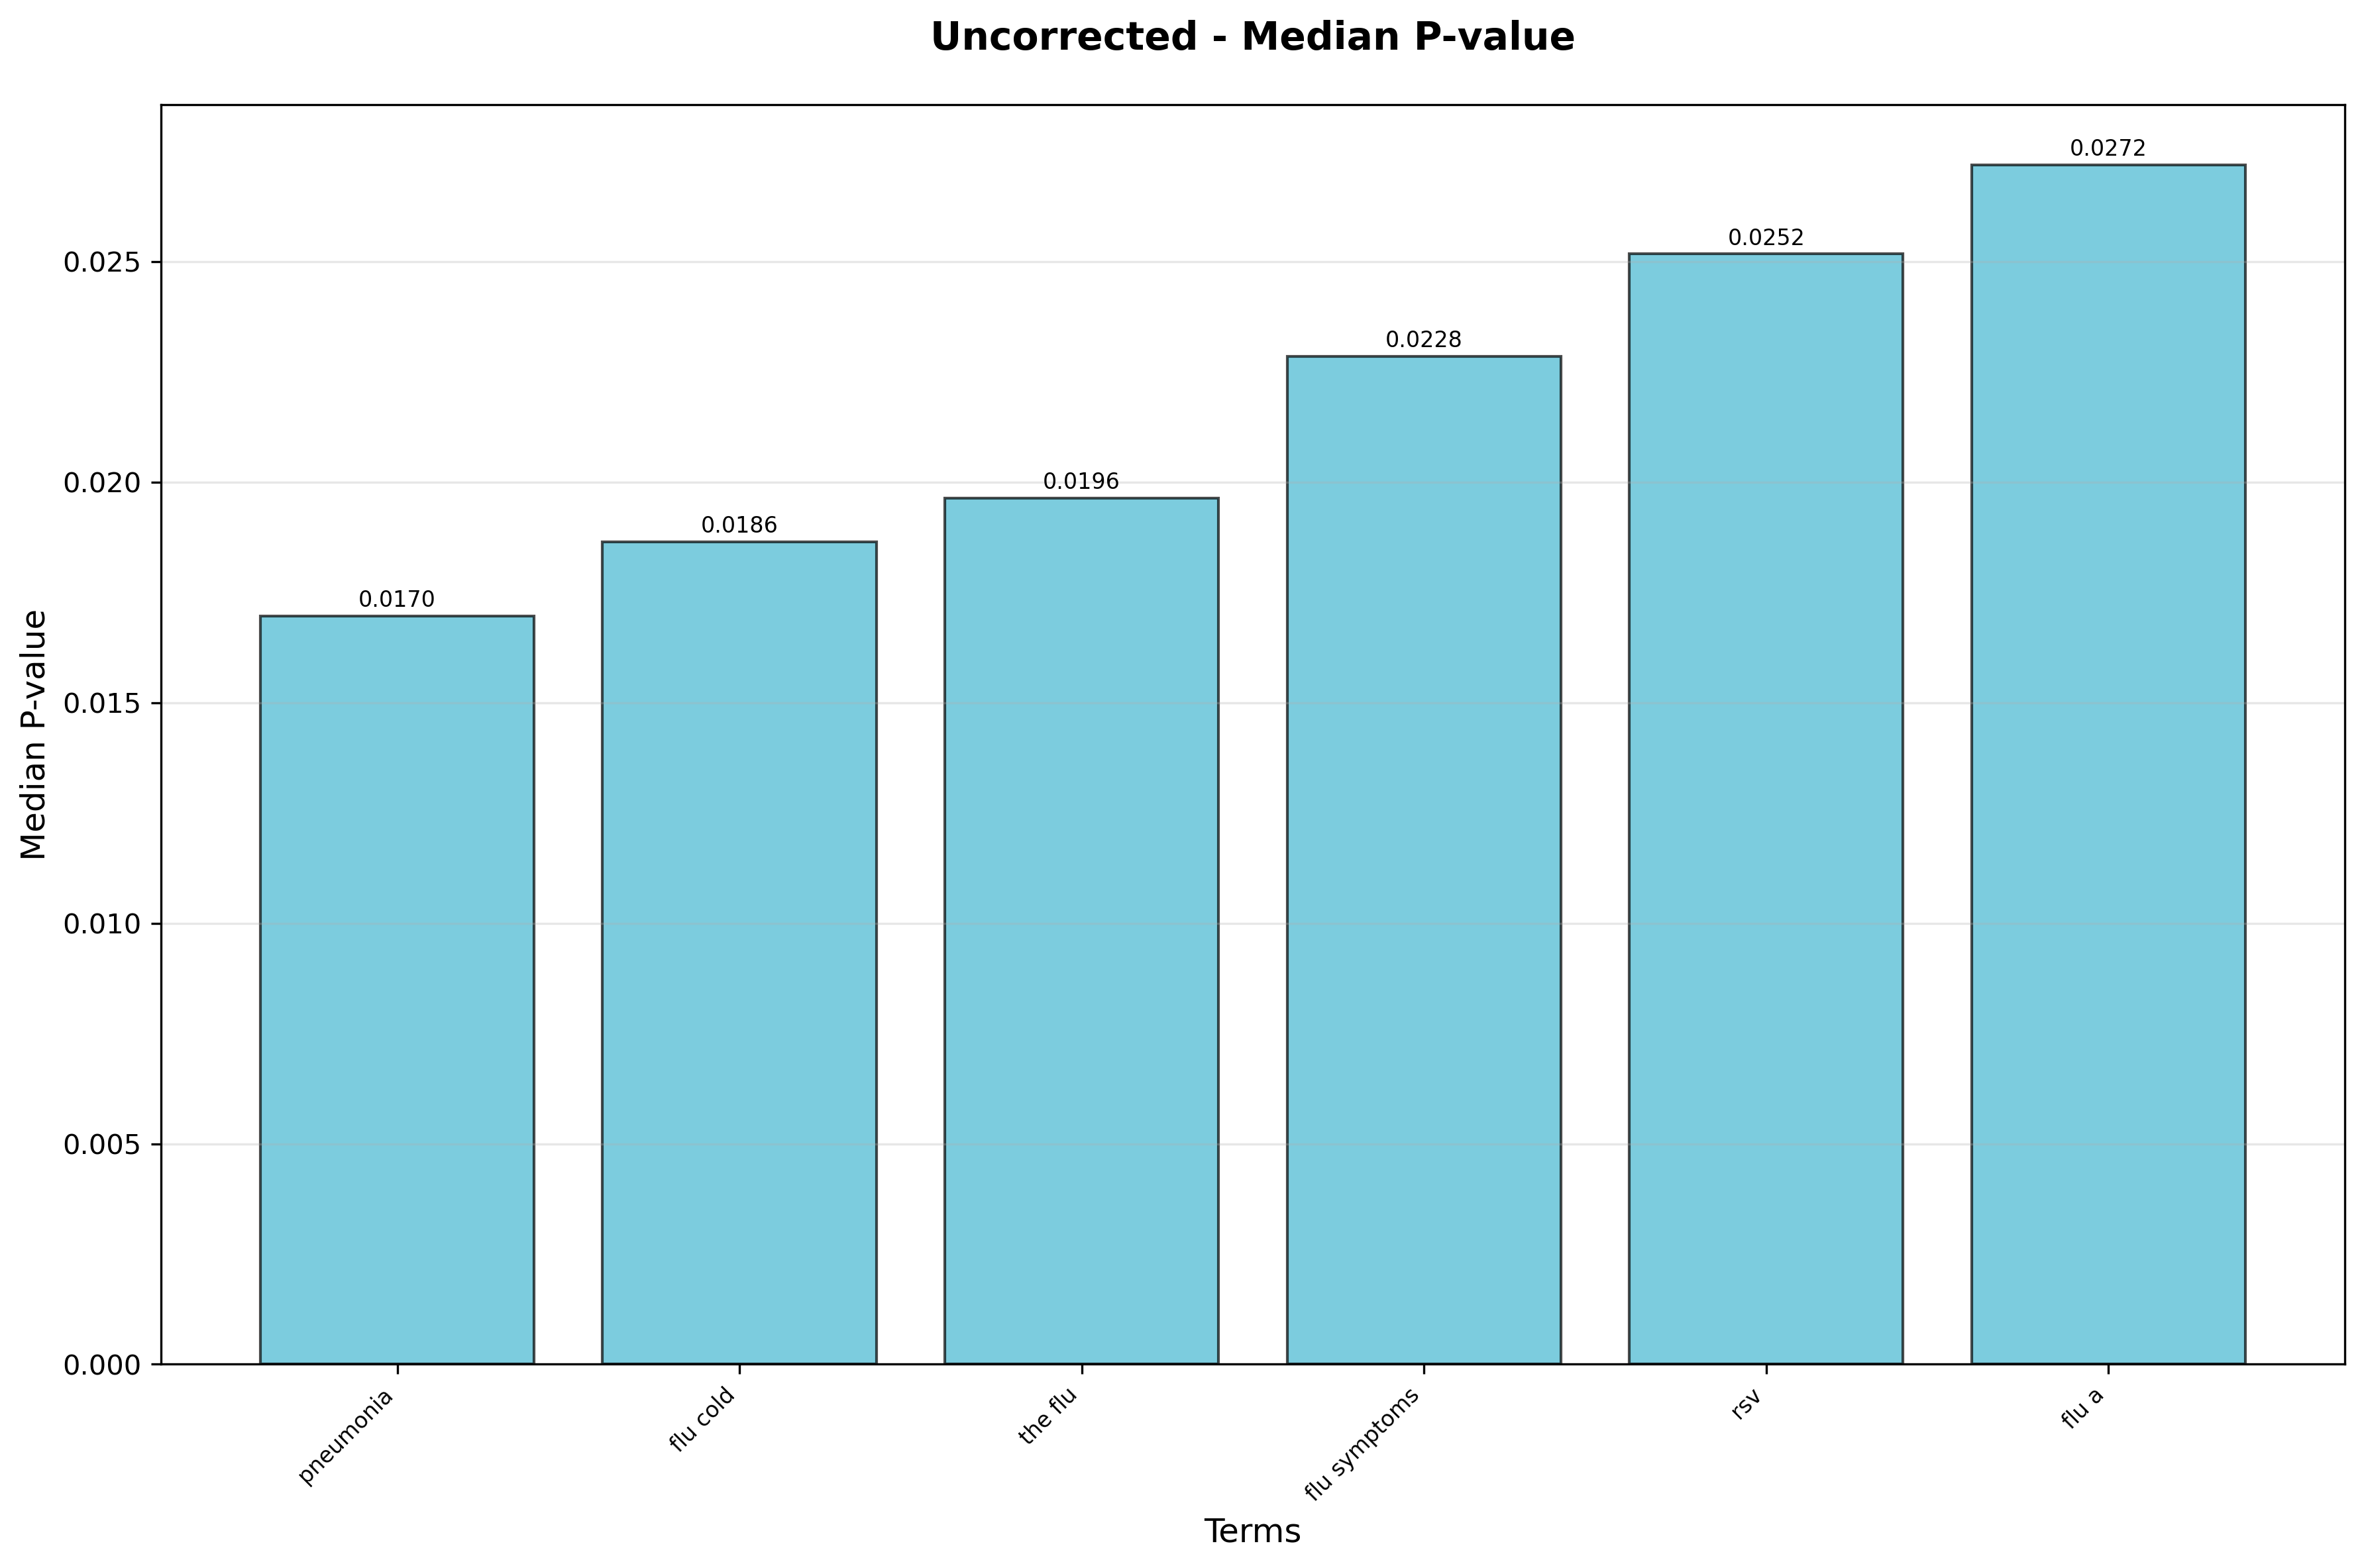 Uncorrected - Median P-value
Median P-value
0.025
0.020
0.015
0.010
0.005
0.000
0.0170
0.0186
0.0196
0.0228
0.0252
0.0272
pneumonia
flu cold
the flu
flu symptoms
rsv
flu a
Terms